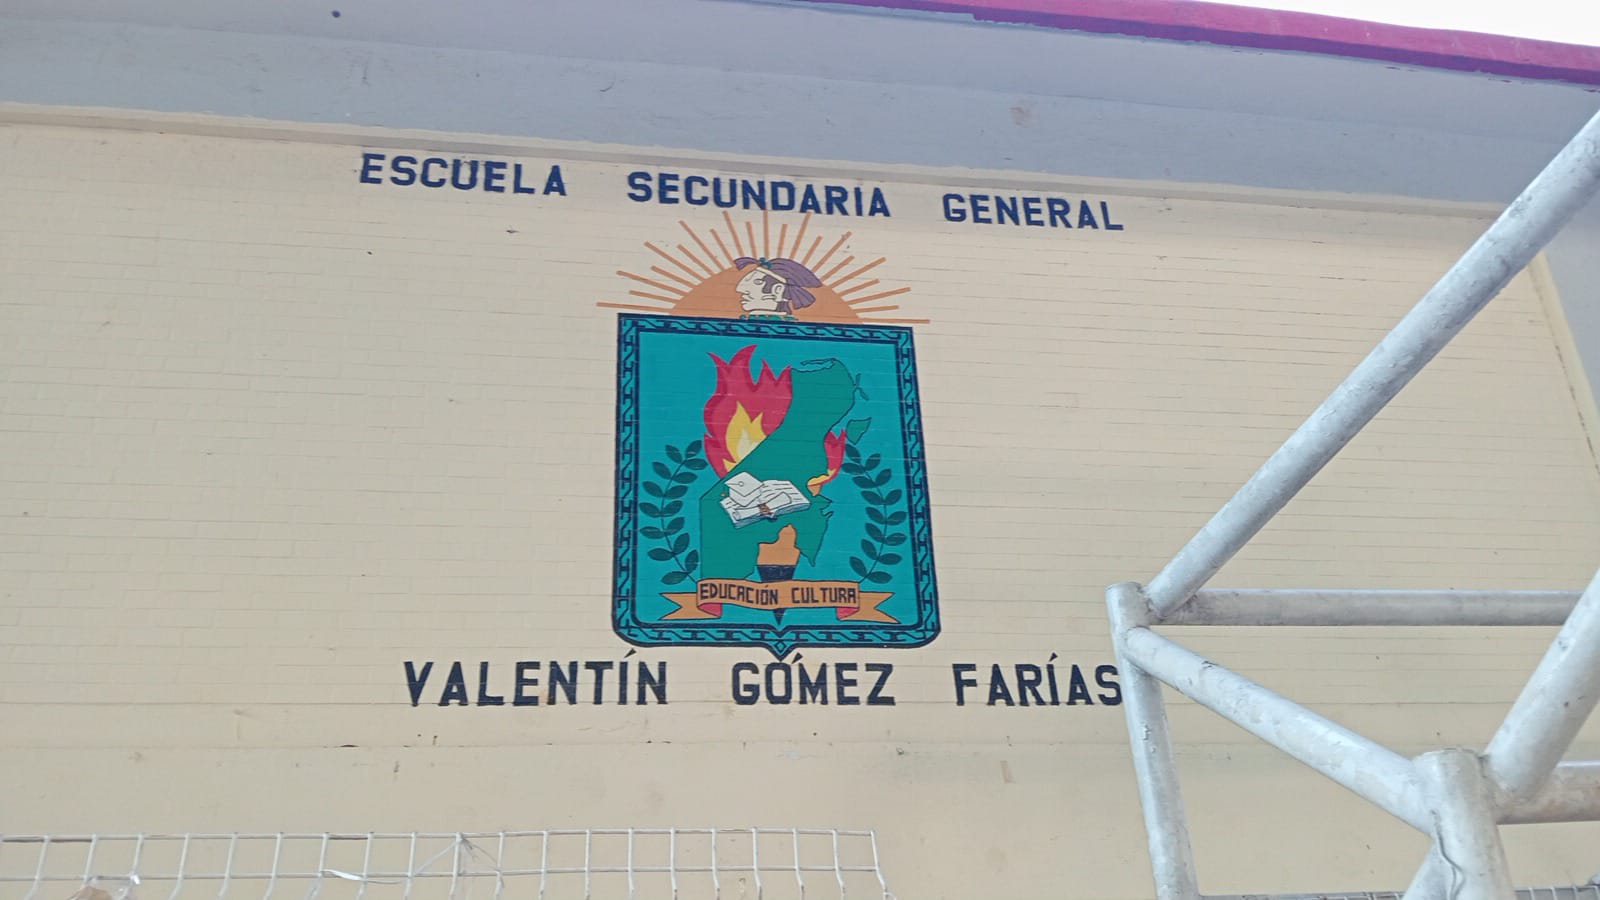 ESCUELA SECUNDARIA GENERAL
EDUCACIÓN CULTURA
VALENTÍN GÓMEZ FARÍAS